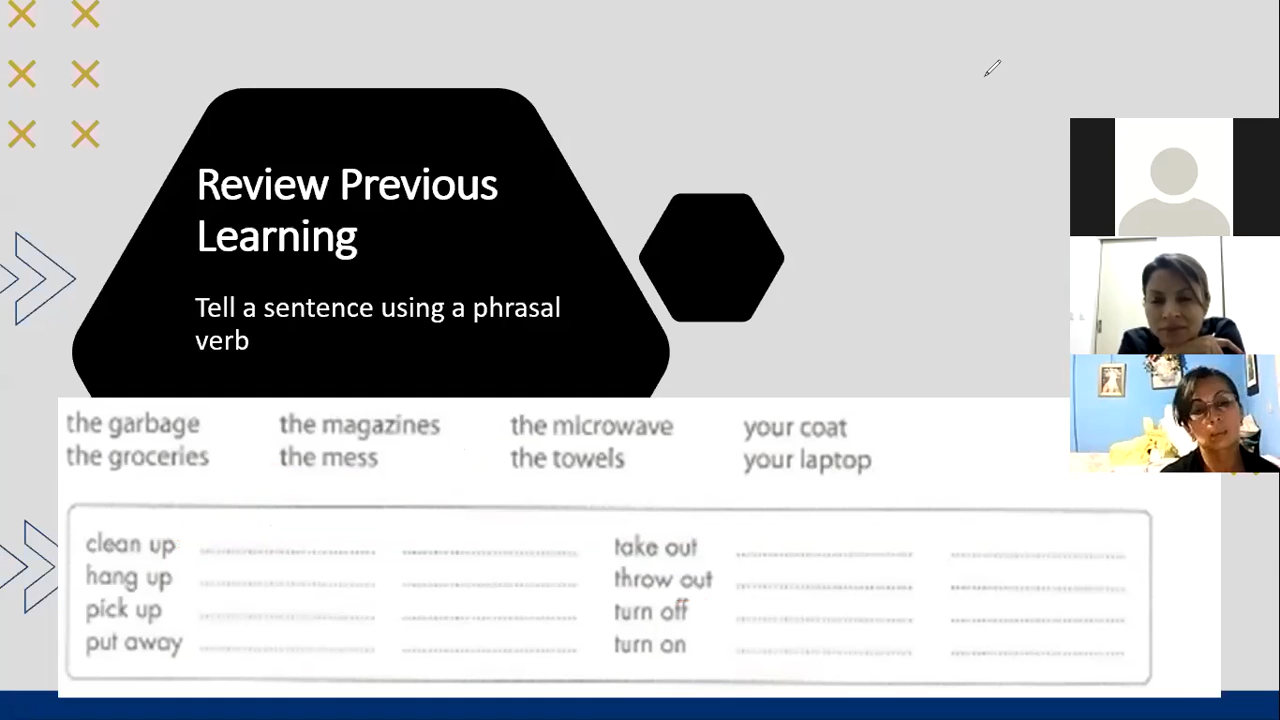 Review Previous
Learning
Tell a sentence using a phrasal
verb
the garbage the magazines the microwave your coat
the groceries the mess the towels your laptop
clean up take out
hang up throw out
pick up turn off
put away turn on